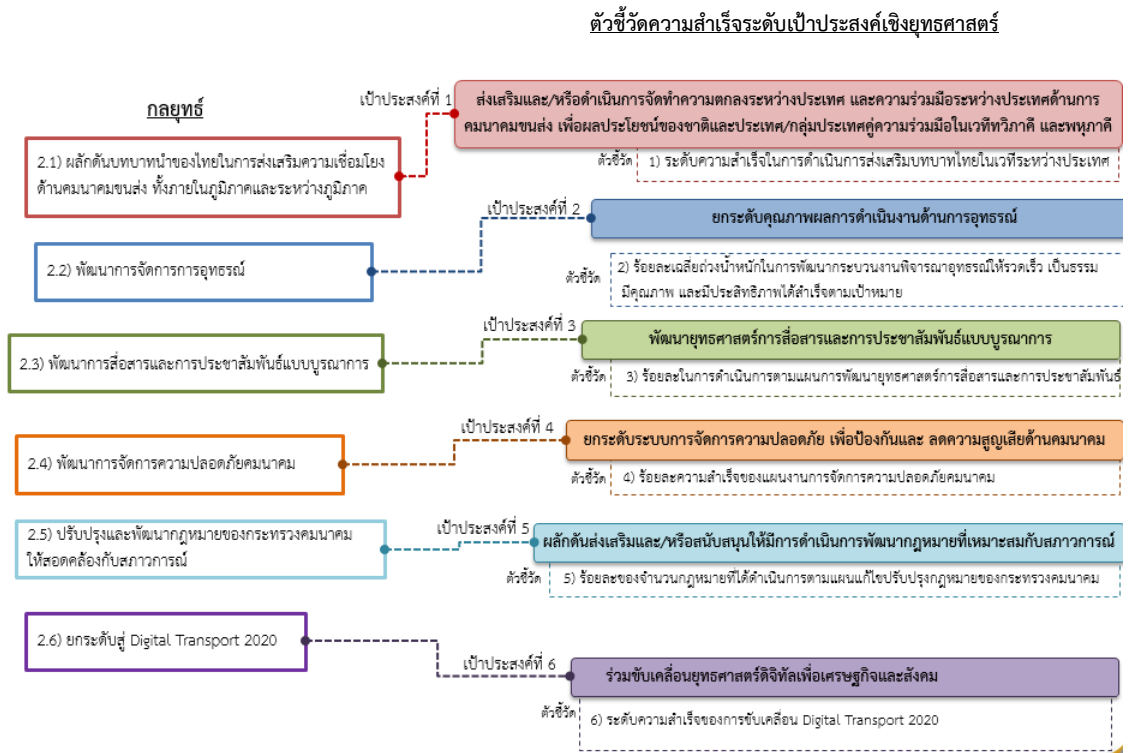 ตัวชี้วัดความสำเร็จระดับเป้าประสงค์เชิงยุทธศาสตร์
กลยุทธ์
เป้าประสงค์ที่ 1
ส่งเสริมและ/หรือดำเนินการจัดทำความตกลงระหว่างประเทศ และความร่วมมือระหว่างประเทศด้านการ
คมนาคมขนส่ง เพื่อผลประโยชน์ของชาติและประเทศ/กลุ่มประเทศคู่ความร่วมมือในเวทีทวิภาคี และพหุภาคี
2.1) ผลักดันบทบาทนำของไทยในการส่งเสริมความเชื่อมโยง
ด้านคมนาคมขนส่ง ทั้งภายในภูมิภาคและระหว่างภูมิภาค
ตัวชี้วัด
1) ระดับความสำเร็จในการดำเนินการส่งเสริมบทบาทไทยในเวทีระหว่างประเทศ
เป้าประสงค์ที่ 2
ยกระดับคุณภาพผลการดำเนินงานด้านการอุทธรณ์
2.2) พัฒนาการจัดการการอุทธรณ์
ตัวชี้วัด
2) ร้อยละเฉลี่ยถ่วงน้ำหนักในการพัฒนากระบวนงานพิจารณาอุทธรณ์ให้รวดเร็ว เป็นธรรม
มีคุณภาพ และมีประสิทธิภาพได้สำเร็จตามเป้าหมาย
เป้าประสงค์ที่ 3
พัฒนายุทธศาสตร์การสื่อสารและการประชาสัมพันธ์แบบบูรณาการ
2.3) พัฒนาการสื่อสารและการประชาสัมพันธ์แบบบูรณาการ
ตัวชี้วัด
3) ร้อยละในการดำเนินการตามแผนการพัฒนายุทธศาสตร์การสื่อสารและการประชาสัมพันธ์
เป้าประสงค์ที่ 4
ยกระดับระบบการจัดการความปลอดภัย เพื่อป้องกันและ ลดความสูญเสียด้านคมนาคม
2.4) พัฒนาการจัดการความปลอดภัยคมนาคม
ตัวชี้วัด
4) ร้อยละความสำเร็จของแผนงานการจัดการความปลอดภัยคมนาคม
เป้าประสงค์ที่ 5
ผลักดันส่งเสริมและ/หรือสนับสนุนให้มีการดำเนินการพัฒนากฎหมายที่เหมาะสมกับสภาวการณ์
2.5) ปรับปรุงและพัฒนากฎหมายของกระทรวงคมนาคม
ให้สอดคล้องกับสภาวการณ์
ตัวชี้วัด
5) ร้อยละของจำนวนกฎหมายที่ได้ดำเนินการตามแผนแก้ไขปรับปรุงกฎหมายของกระทรวงคมนาคม
2.6) ยกระดับสู่ Digital Transport 2020
เป้าประสงค์ที่ 6
ร่วมขับเคลื่อนยุทธศาสตร์ดิจิทัลเพื่อเศรษฐกิจและสังคม
ตัวชี้วัด
6) ระดับความสำเร็จของการขับเคลื่อน Digital Transport 2020